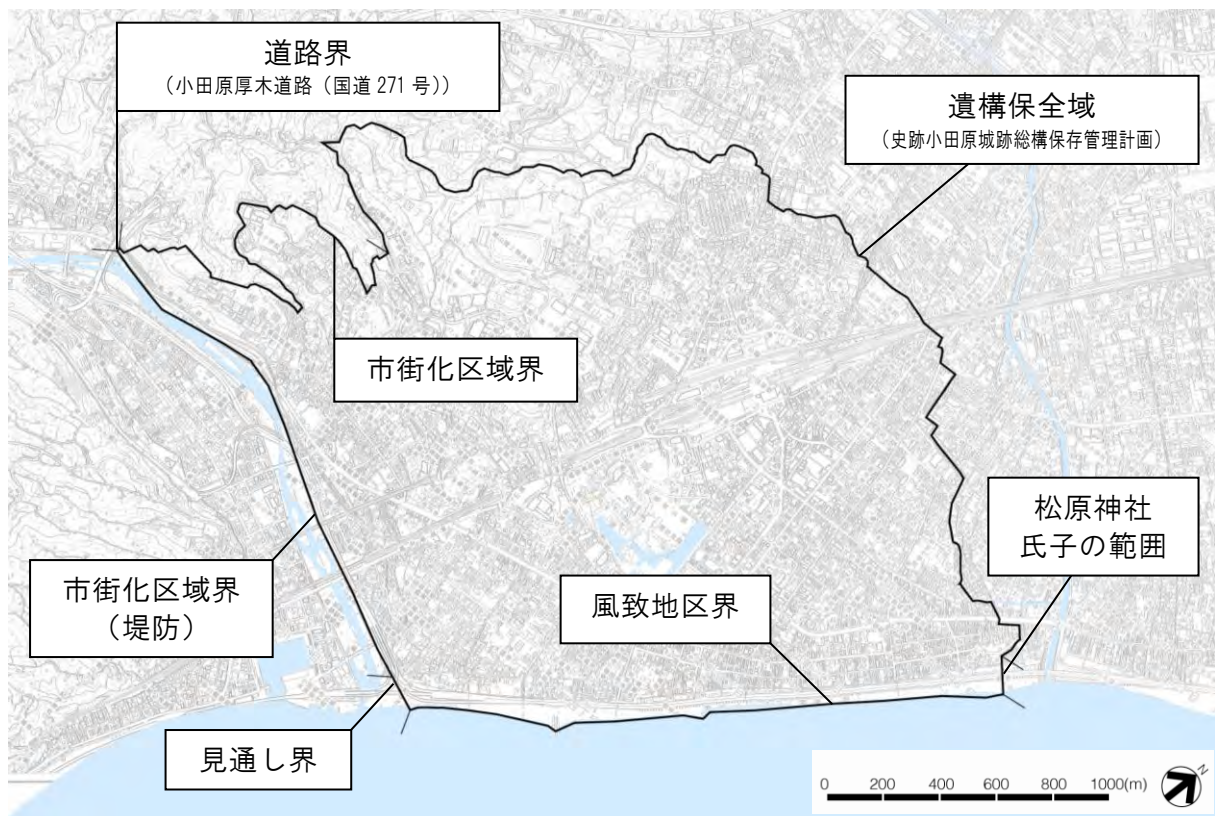 道路界
(小田原厚木道路(国道 271 号))
遺構保全域
(史跡小田原城跡総構保存管理計画)
市街化区域界
松原神社
氏子の範囲
市街化区域界
(堤防)
風致地区界
見通し界
0 200 400 600 800 1000(m)
N